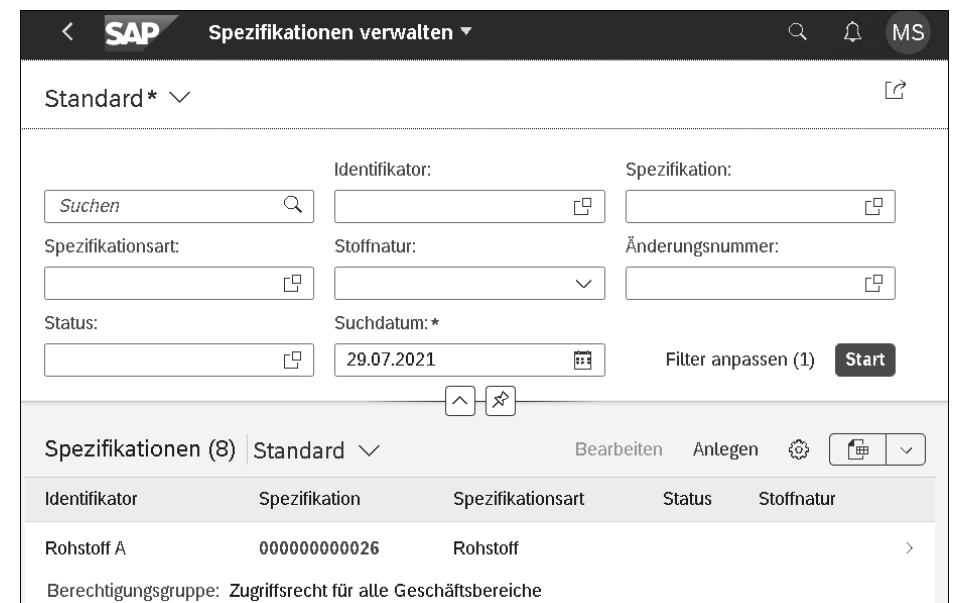 SAP Spezifikationen verwalten MS
Standard*
Identifikator: Spezifikation:
Suchen
Spezifikationsart: Stoffnatur: Änderungsnummer:
Status: Suchdatum:*
29.07.2021 Filter anpassen (1) Start
Spezifikationen (8) Standard Bearbeiten Anlegen
Identifikator Spezifikation Spezifikationsart Status Stoffnatur
Rohstoff A 000000000026 Rohstoff
Berechtigungsgruppe: Zugriffsrecht für alle Geschäftsbereiche